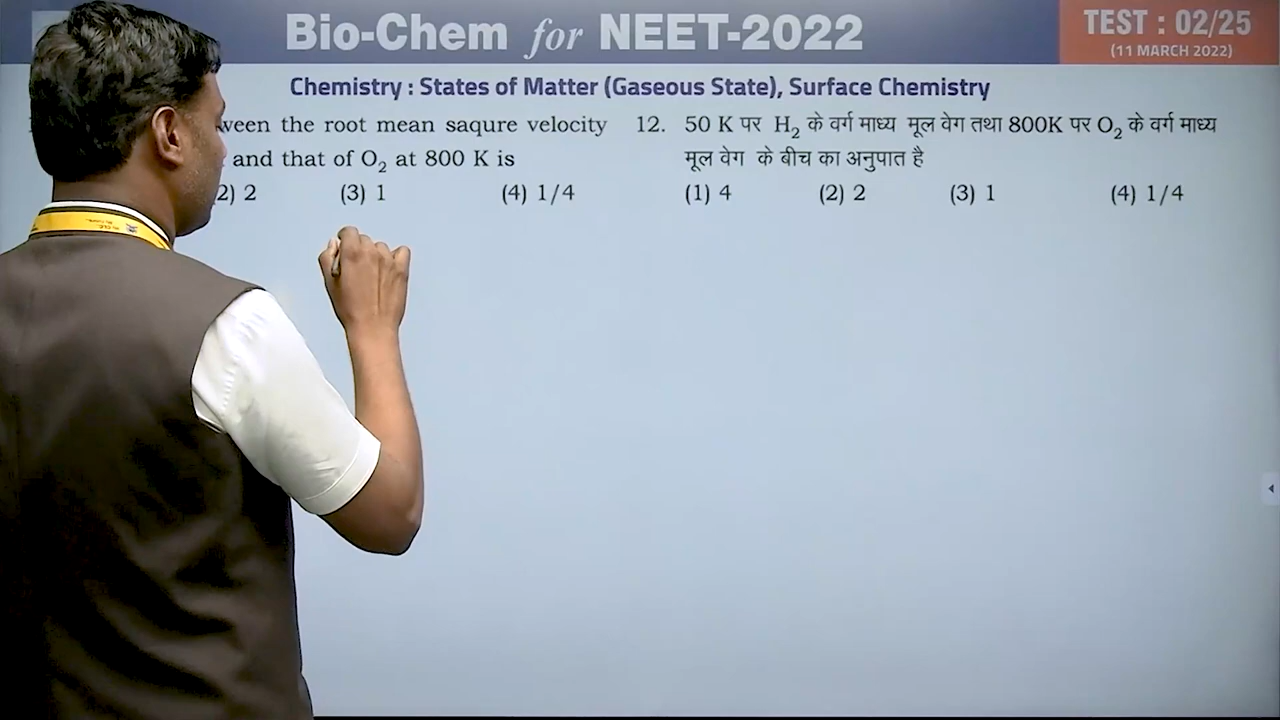 Bio-Chem for NEET-2022
TEST : 02/25
(11 MARCH 2022)
Chemistry : States of Matter (Gaseous State), Surface Chemistry
the root mean saqure velocity
and that of O₂ at 800 K is
2) 2 (3) 1 (4) 1/4
12. 50 K पर H₂ के वर्ग माध्य मूल वेग तथा 800K पर O₂ के वर्ग माध्य
मूल वेग के बीच का अनुपात है
(1) 4 (2) 2 (3) 1 (4) 1/4